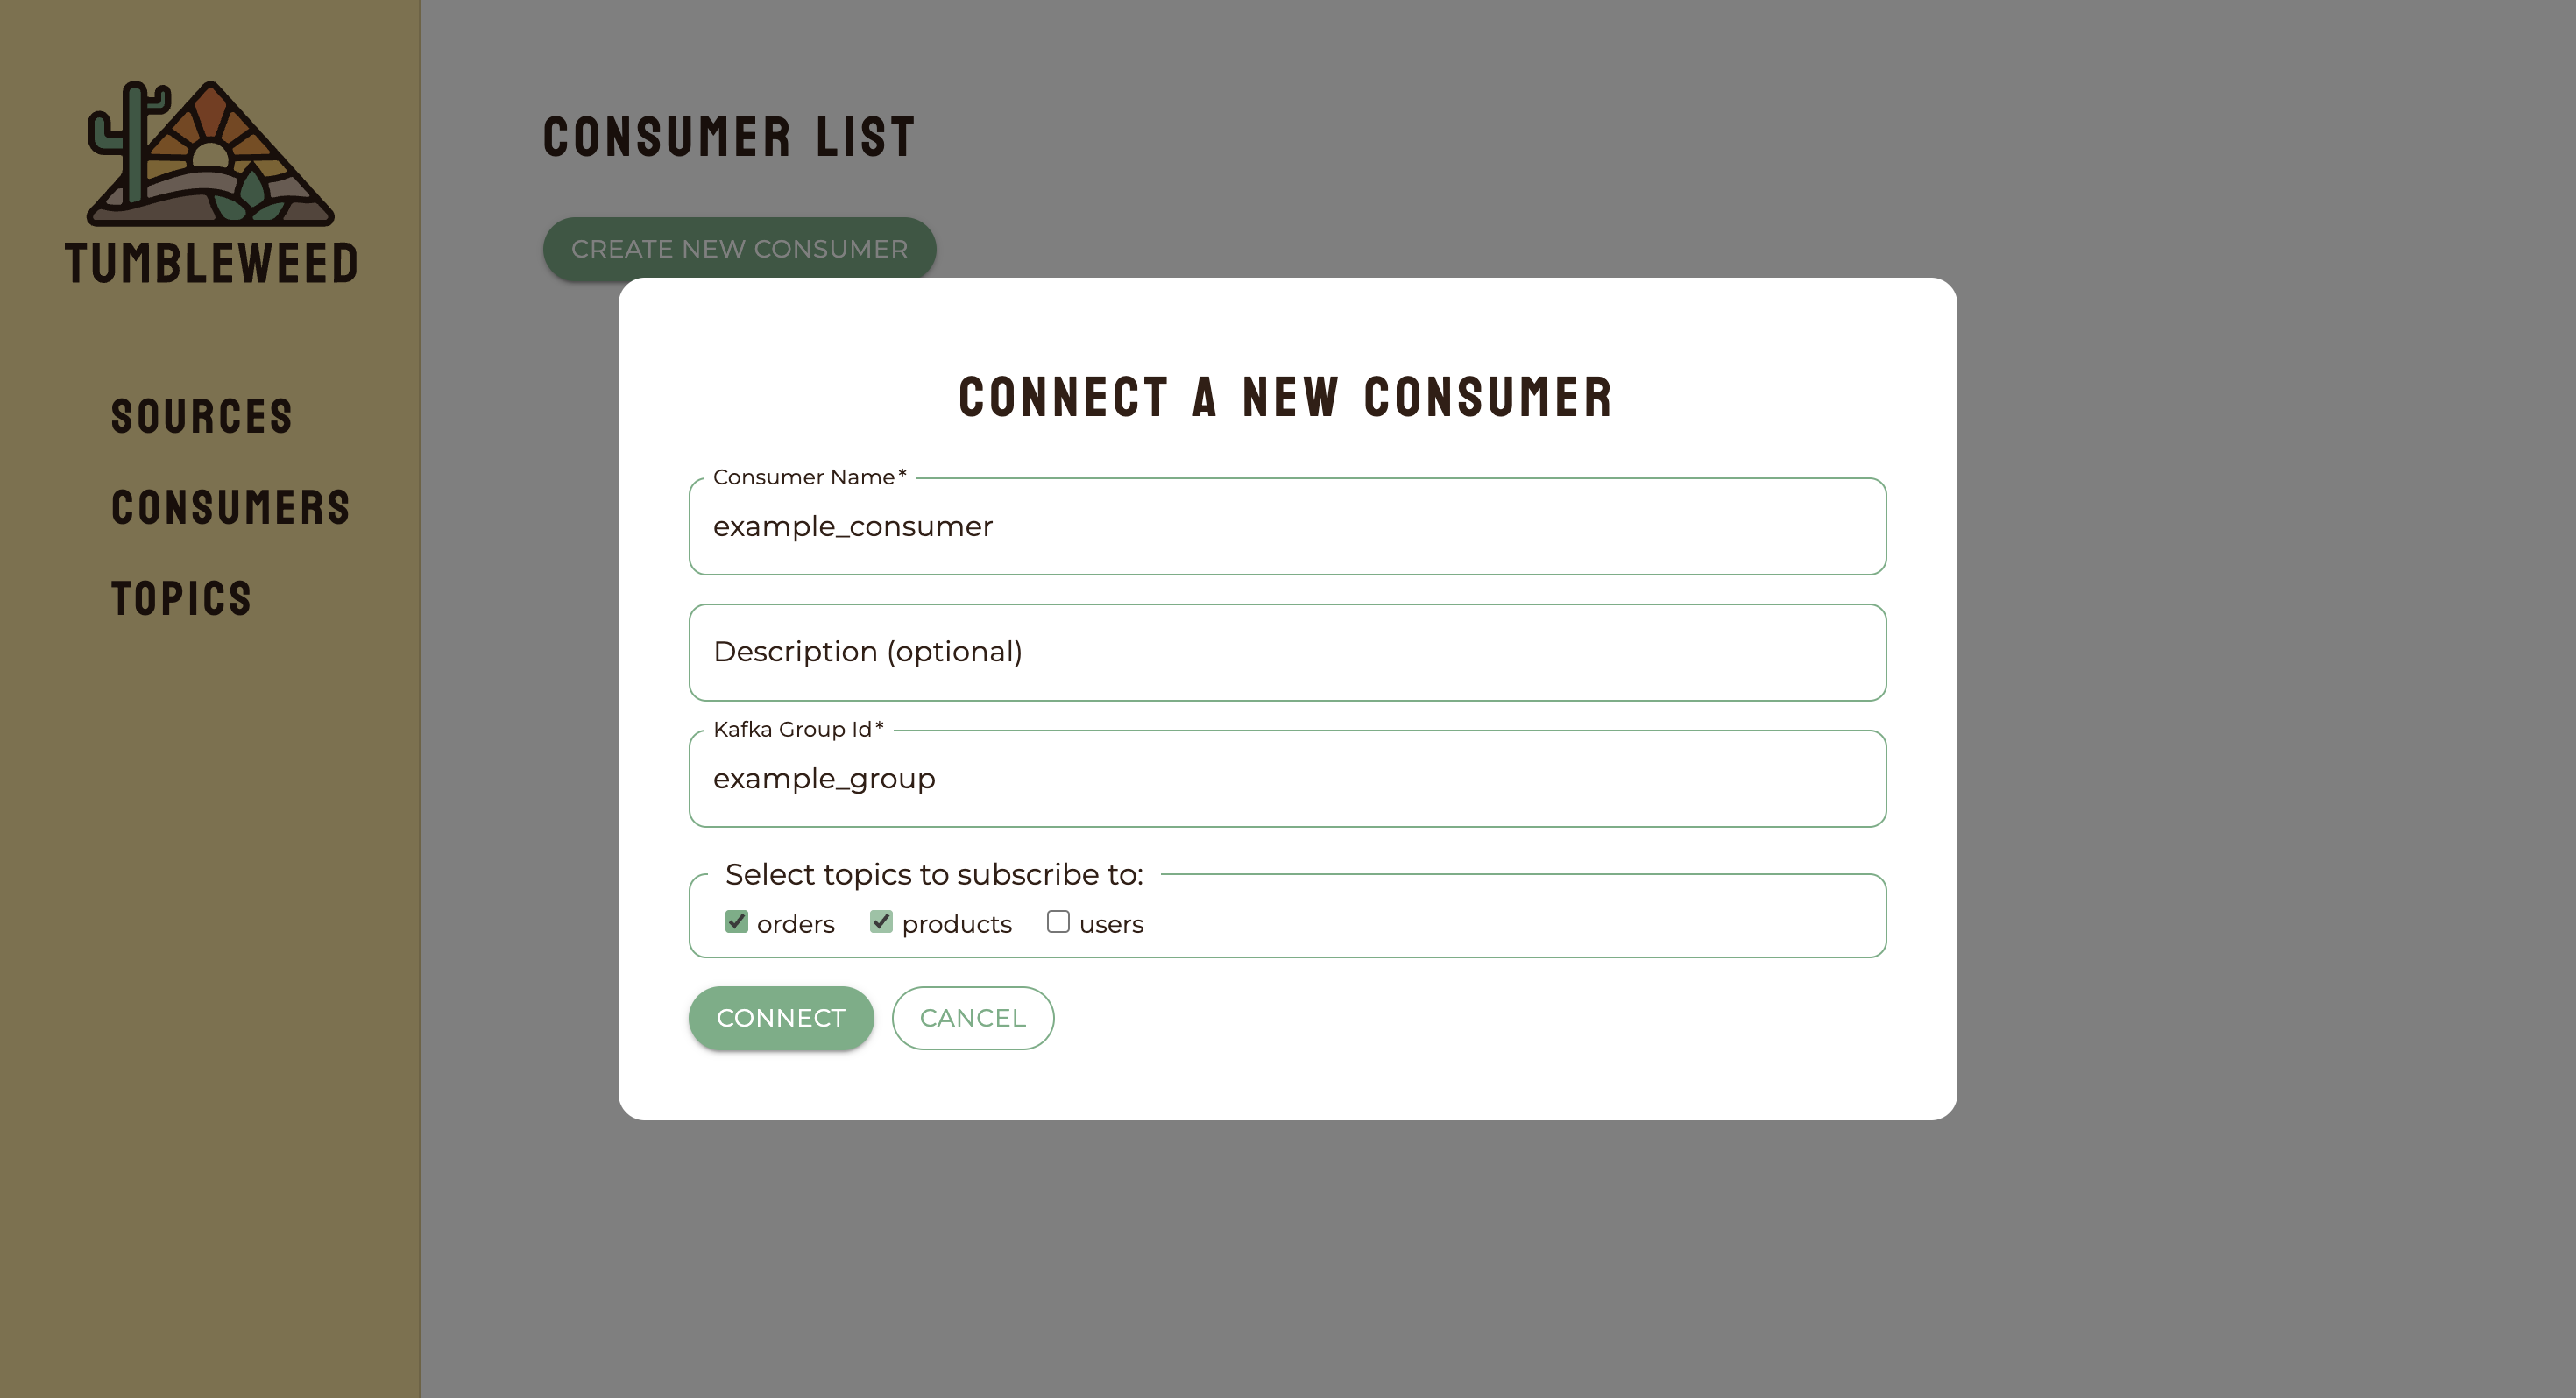 TUMBLEWEED
SOURCES
CONSUMERS
TOPICS
CONSUMER LIST
CREATE NEW CONSUMER
CONNECT A NEW CONSUMER
Consumer Name *
example_consumer
Description (optional)
Kafka Group Id *
example_group
Select topics to subscribe to:
orders products users
CONNECT CANCEL